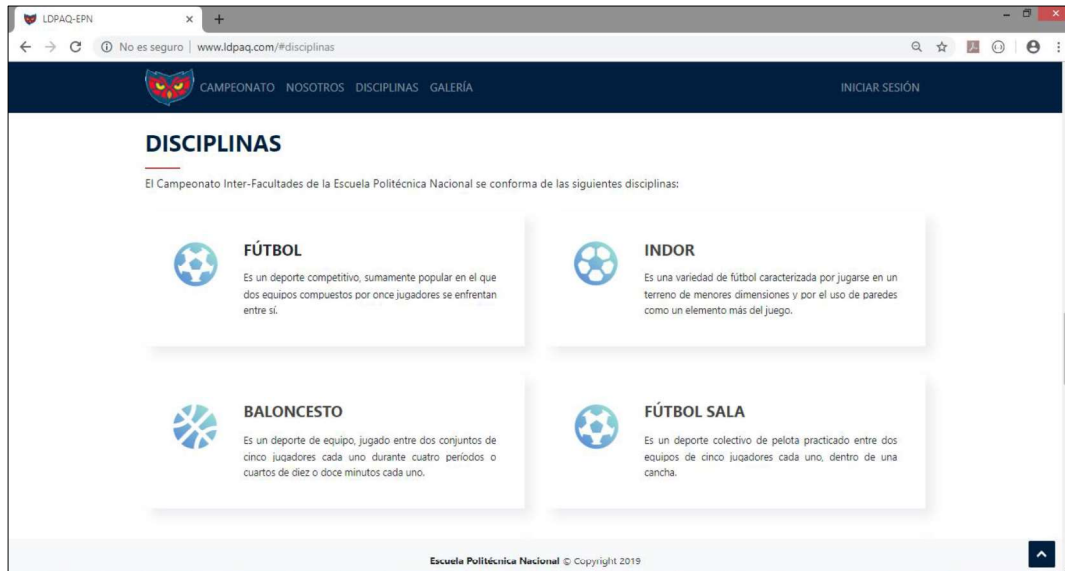 LDPAQ-EPN
No es seguro www.ldpaq.com/#disciplinas
CAMPEONATO NOSOTROS DISCIPLINAS GALERÍA INICIAR SESIÓN
DISCIPLINAS
El Campeonato Inter-Facultades de la Escuela Politécnica Nacional se conforma de las siguientes disciplinas:
FÚTBOL
Es un deporte competitivo, sumamente popular en el que
dos equipos compuestos por once jugadores se enfrentan
entre sí.
INDOR
Es una variedad de fútbol caracterizada por jugarse en un
terreno de menores dimensiones y por el uso de paredes
como un elemento más del juego.
BALONCESTO
Es un deporte de equipo, jugado entre dos conjuntos de
cinco jugadores cada uno durante cuatro períodos o
cuartos de diez o doce minutos cada uno.
FÚTBOL SALA
Es un deporte colectivo de pelota practicado entre dos
equipos de cinco jugadores cada uno, dentro de una
cancha.
Escuela Politécnica Nacional © Copyright 2019